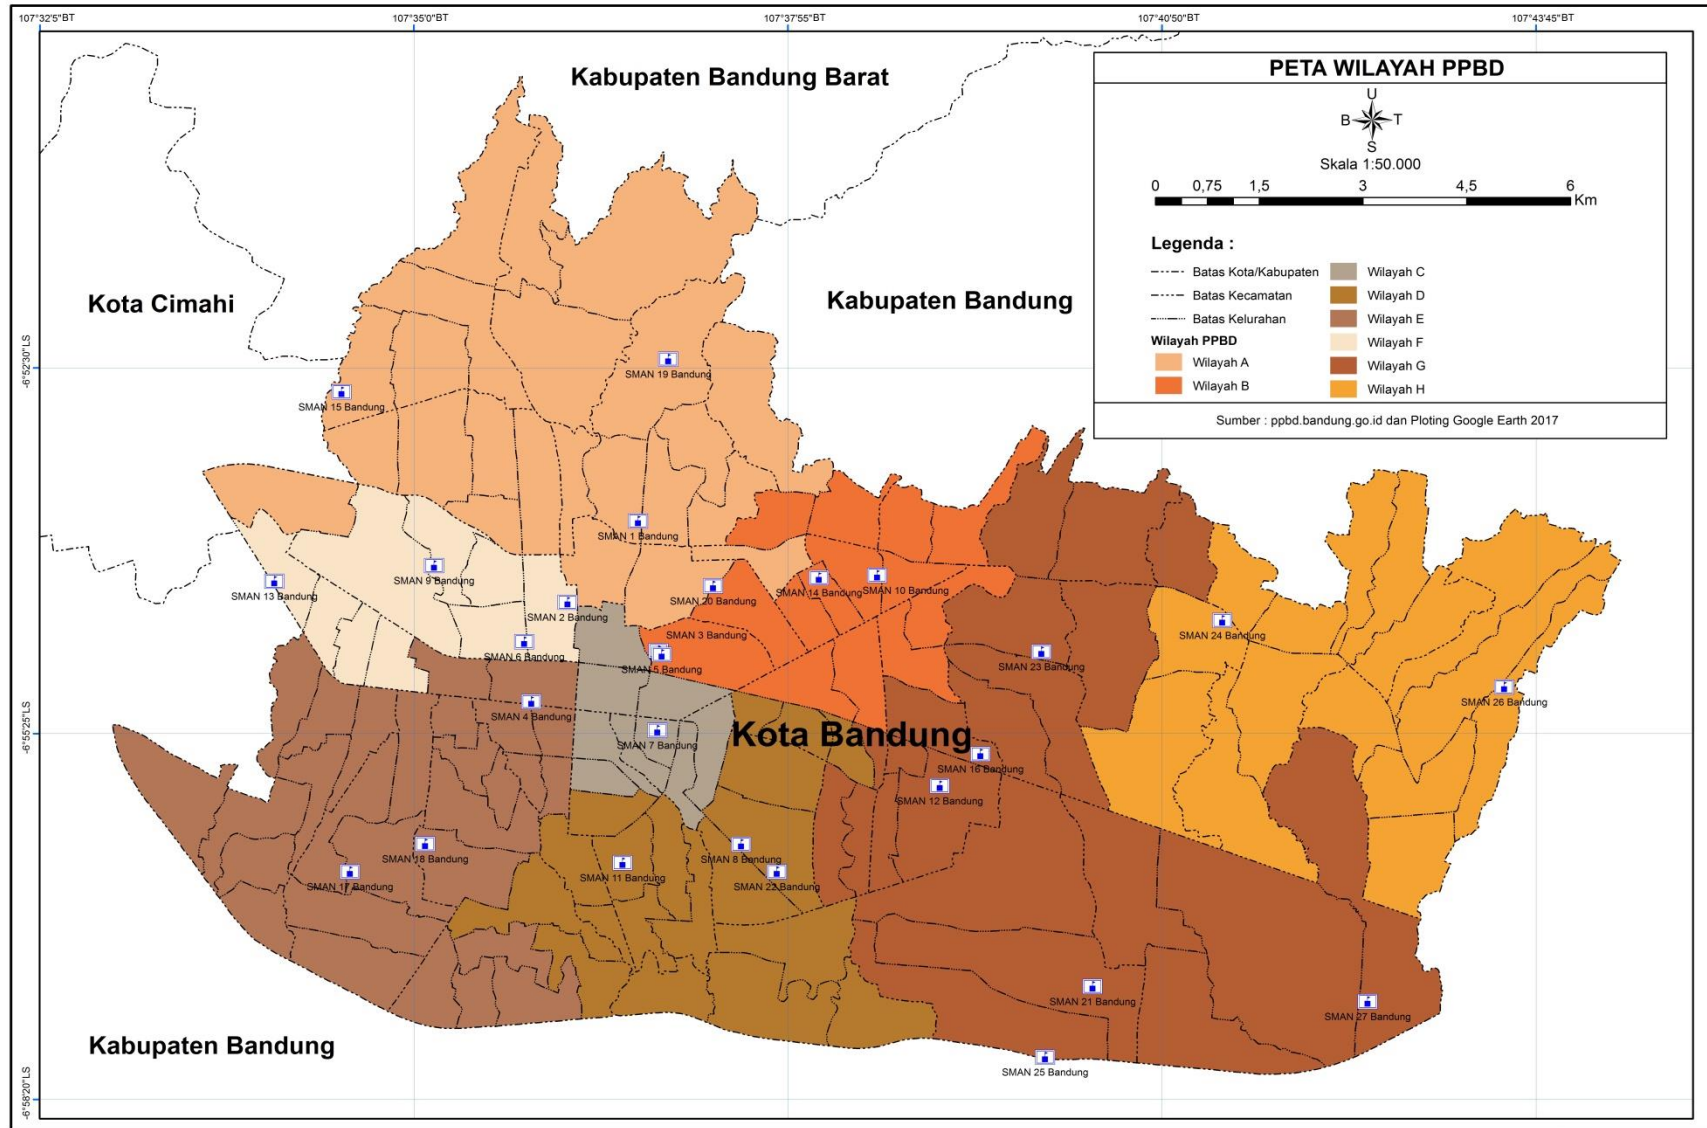 107°32'5"BT
107°35'0"BT
107°37'55"BT
107°40'50"BT
107°43'45"BT
Kabupaten Bandung Barat
PETA WILAYAH PPBD
U
B T
S
Skala 1:50.000
0 0,75 1,5 3 4,5 6
Km
Legenda :
Batas Kota/Kabupaten
Batas Kecamatan
Batas Kelurahan
Wilayah PPBD
Wilayah A
Wilayah B
Wilayah C
Wilayah D
Wilayah E
Wilayah F
Wilayah G
Wilayah H
Sumber : ppbd.bandung.go.id dan Ploting Google Earth 2017
Kota Cimahi
Kabupaten Bandung
-6°52'30"LS
SMAN 19 Bandung
SMAN 15 Bandung
SMAN 1 Bandung
SMAN 9 Bandung
SMAN 13 Bandung
SMAN 20 Bandung
SMAN 14 Bandung
SMAN 10 Bandung
SMAN 2 Bandung
SMAN 3 Bandung
SMAN 24 Bandung
SMAN 6 Bandung
SMAN 5 Bandung
SMAN 23 Bandung
SMAN 26 Bandung
SMAN 4 Bandung
-6°55'25"LS
SMAN 7 Bandung
Kota Bandung
SMAN 16 Bandung
SMAN 12 Bandung
SMAN 18 Bandung
SMAN 8 Bandung
SMAN 17 Bandung
SMAN 11 Bandung
SMAN 22 Bandung
SMAN 21 Bandung
SMAN 27 Bandung
Kabupaten Bandung
SMAN 25 Bandung
-6°58'20"LS